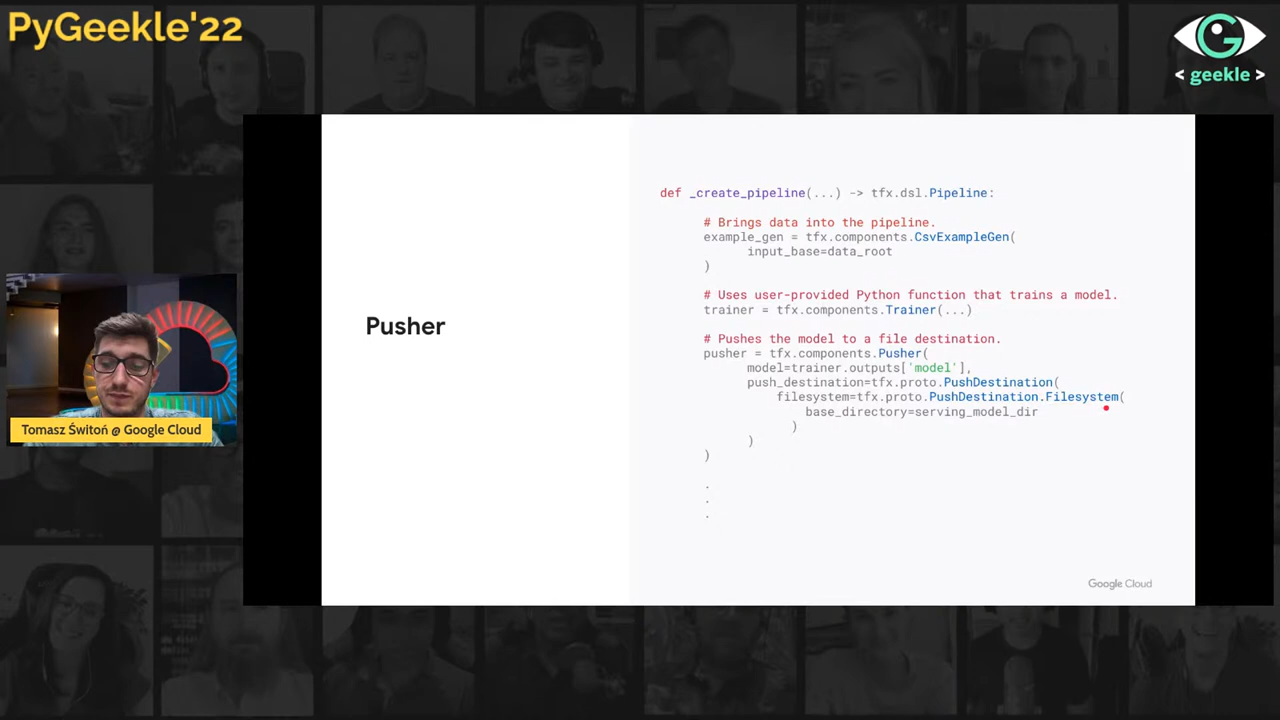 PyGeekle'22
G
< geekle >
Pusher
def _create_pipeline(...) -> tfx.dsl.Pipeline:
# Brings data into the pipeline.
example_gen = tfx.components.CsvExampleGen(
input_base=data_root
)
# Uses user-provided Python function that trains a model.
trainer = tfx.components.Trainer(...)
# Pushes the model to a file destination.
pusher = tfx.components.Pusher(
model=trainer.outputs['model'],
push_destination=tfx.proto.PushDestination(
filesystem=tfx.proto.PushDestination.Filesystem(
base_directory=serving_model_dir
)
)
)
.
.
.
Google Cloud
Tomasz Świtoń @ Google Cloud